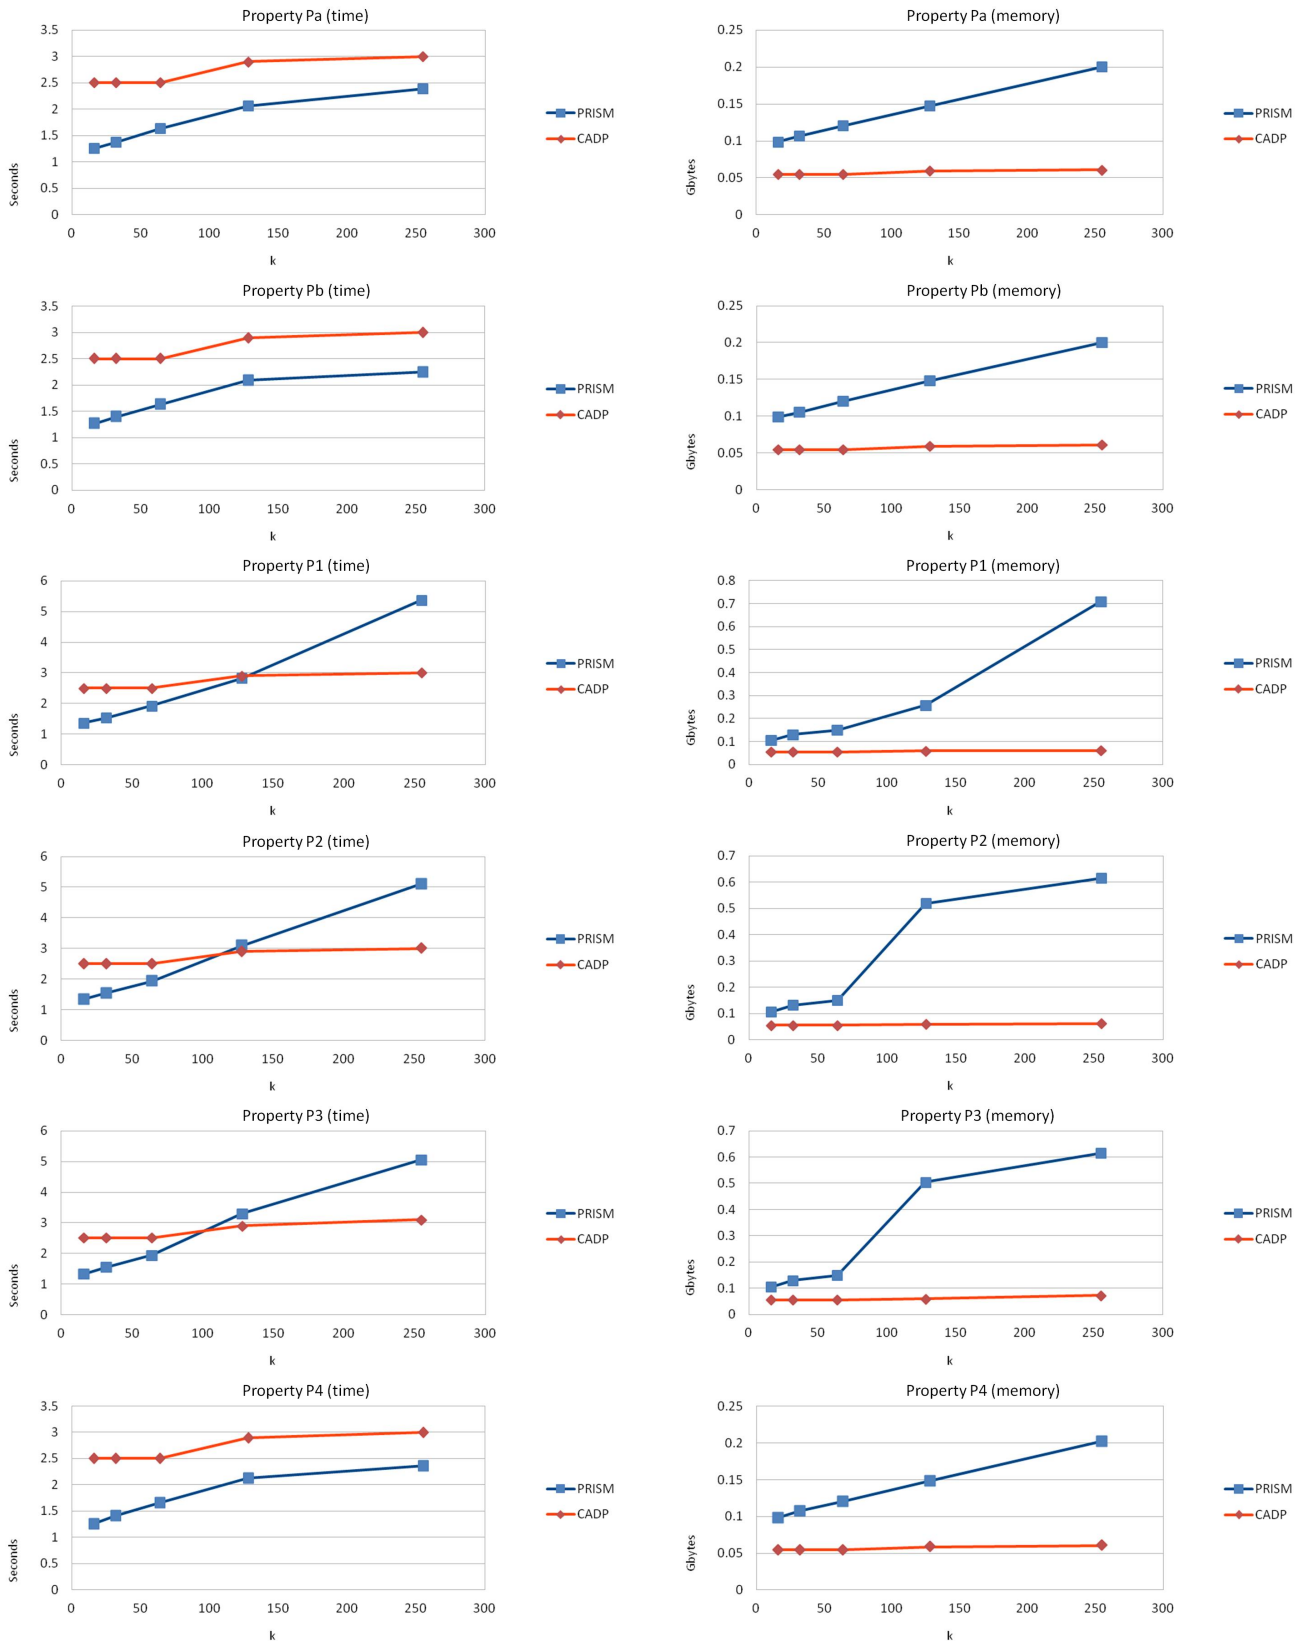 Property Pa (time)
3.5
3
2.5
2
1.5
1
0.5
0
0 50 100 150 200 250 300
Seconds
k
PRISM
CADP
Property Pa (memory)
0.25
0.2
0.15
0.1
0.05
0
0 50 100 150 200 250 300
Gbytes
k
PRISM
CADP
Property Pb (time)
3.5
3
2.5
2
1.5
1
0.5
0
0 50 100 150 200 250 300
Seconds
k
PRISM
CADP
Property Pb (memory)
0.25
0.2
0.15
0.1
0.05
0
0 50 100 150 200 250 300
Gbytes
k
PRISM
CADP
Property P1 (time)
6
5
4
3
2
1
0
0 50 100 150 200 250 300
Seconds
k
PRISM
CADP
Property P1 (memory)
0.8
0.7
0.6
0.5
0.4
0.3
0.2
0.1
0
0 50 100 150 200 250 300
Gbytes
k
PRISM
CADP
Property P2 (time)
6
5
4
3
2
1
0
0 50 100 150 200 250 300
Seconds
k
PRISM
CADP
Property P2 (memory)
0.7
0.6
0.5
0.4
0.3
0.2
0.1
0
0 50 100 150 200 250 300
Gbytes
k
PRISM
CADP
Property P3 (time)
6
5
4
3
2
1
0
0 50 100 150 200 250 300
Seconds
k
PRISM
CADP
Property P3 (memory)
0.7
0.6
0.5
0.4
0.3
0.2
0.1
0
0 50 100 150 200 250 300
Gbytes
k
PRISM
CADP
Property P4 (time)
3.5
3
2.5
2
1.5
1
0.5
0
0 50 100 150 200 250 300
Seconds
k
PRISM
CADP
Property P4 (memory)
0.25
0.2
0.15
0.1
0.05
0
0 50 100 150 200 250 300
Gbytes
k
PRISM
CADP